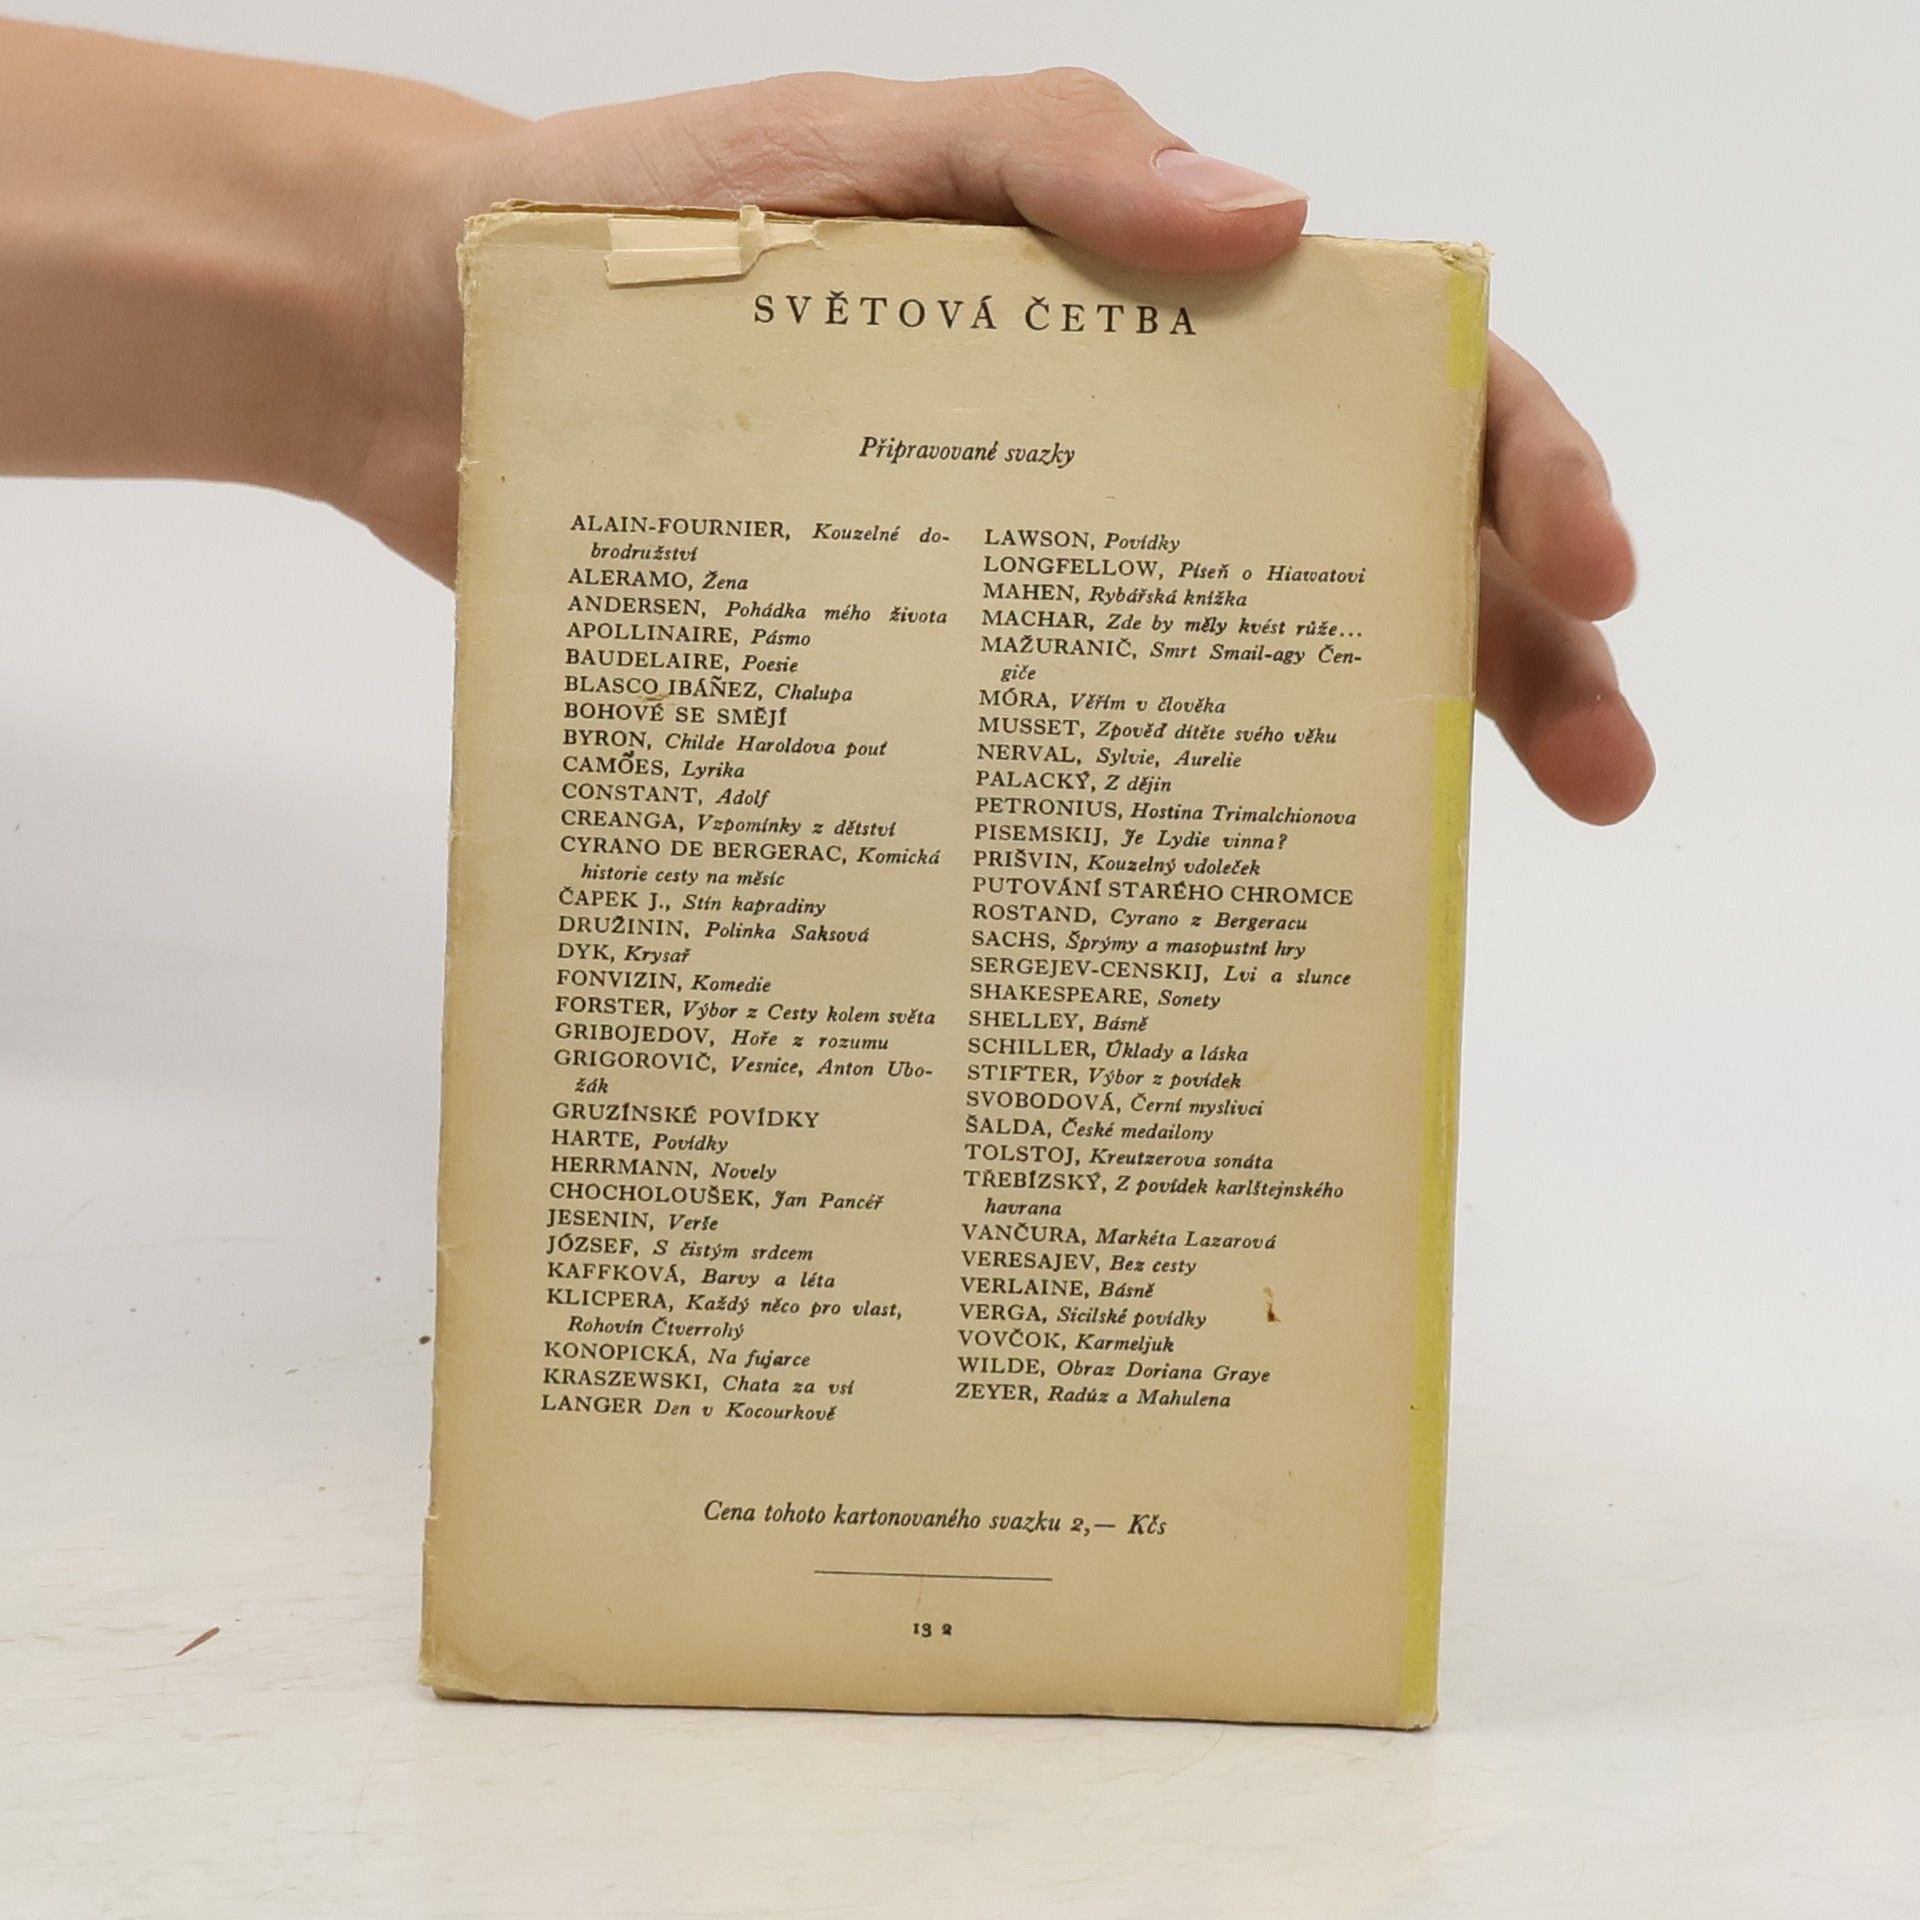 SVĚTOVÁ ČETBA
Připravované svazky
ALAIN-FOURNIER, Kouzelné do-
brodružství
ALERAMO, Žena
ANDERSEN, Pohádka mého života
APOLLINAIRE, Pásmo
BAUDELAIRE, Poesie
BLASCO IBÁÑEZ, Chalupa
BOHOVÉ SE SMĚJÍ
BYRON, Childe Haroldova pouť
CAMÕES, Lyrika
CONSTANT, Adolf
CREANGA, Vzpomínky z dětství
CYRANO DE BERGERAC, Komická
historie cesty na měsíc
ČAPEK J., Stín kapradiny
DRUŽININ, Polinka Saksová
DYK, Krysař
FONVIZIN, Komedie
FORSTER, Výbor z Cesty kolem světa
GRIBOJEDOV, Hoře z rozumu
GRIGOROVIČ, Vesnice, Anton Ubo-
žák
GRUZÍNSKÉ POVÍDKY
HARTE, Povídky
HERRMANN, Novely
CHOCHOLOUŠEK, Jan Pancéř
JESENIN, Verše
JÓZSEF, S čistým srdcem
KAFFKOVÁ, Barvy a léta
KLICPERA, Každý něco pro vlast,
Rohovín Čtverrohý
KONOPICKÁ, Na fujarce
KRASZEWSKI, Chata za vsí
LANGER Den v Kocourkově
LAWSON, Povídky
LONGFELLOW, Píseň o Hiawatovi
MAHEN, Rybářská knížka
MACHAR, Zde by měly kvést růže...
MAŽURANIČ, Smrt Smail-agy Čen-
giče
MÓRA, Věřím v člověka
MUSSET, Zpověď dítěte svého věku
NERVAL, Sylvie, Aurelie
PALACKÝ, Z dějin
PETRONIUS, Hostina Trimalchionova
PISEMSKIJ, Je Lydie vinna?
PRIŠVIN, Kouzelný vdoleček
PUTOVÁNÍ STARÉHO CHROMCE
ROSTAND, Cyrano z Bergeracu
SACHS, Šprýmy a masopustní hry
SERGEJEV-CENSKIJ, Lvi a slunce
SHAKESPEARE, Sonety
SHELLEY, Básně
SCHILLER, Úklady a láska
STIFTER, Výbor z povídek
SVOBODOVÁ, Černí myslivci
ŠALDA, České medailony
TOLSTOJ, Kreutzerova sonáta
TŘEBÍZSKÝ, Z povídek karlštejnského
havrana
VANČURA, Markéta Lazarová
VERESAJEV, Bez cesty
VERLAINE, Básně
VERGA, Sicilské povídky
VOVČOK, Karmeljuk
WILDE, Obraz Doriana Graye
ZEYER, Radúz a Mahulena
Cena tohoto kartonovaného svazku 2,— Kčs
13 2